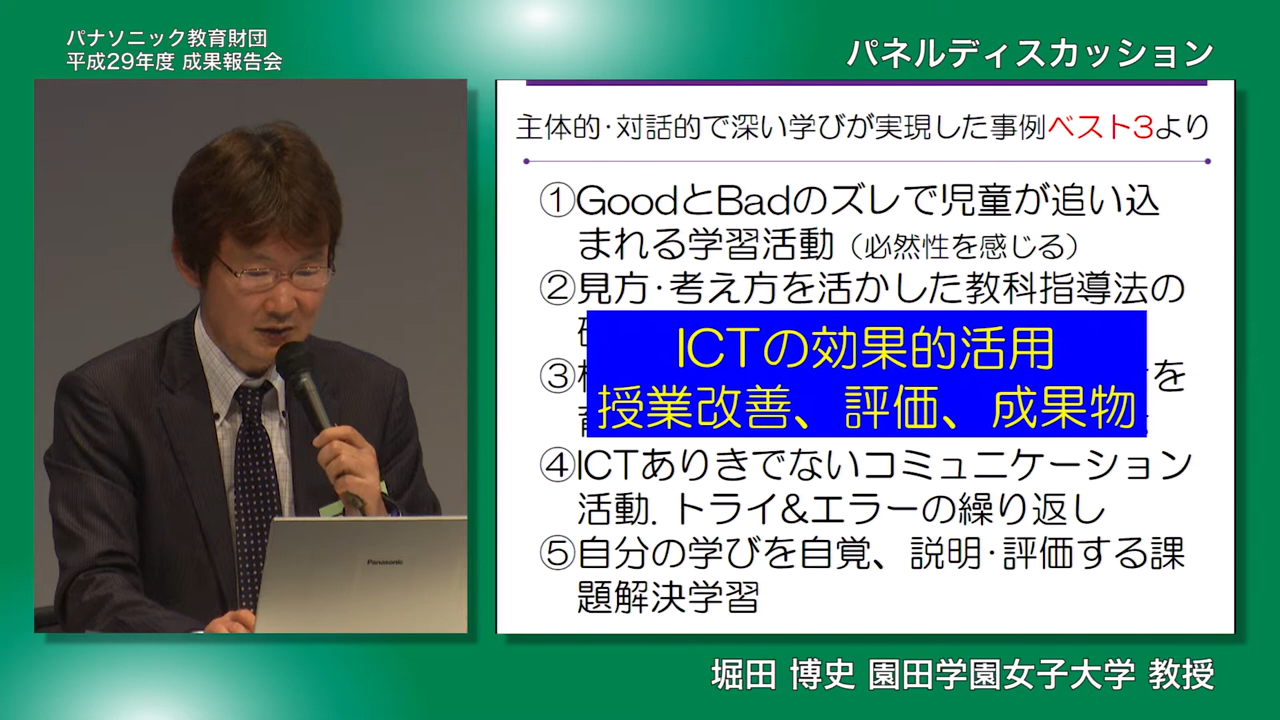 パナソニック教育財団
平成29年度 成果報告会
パネルディスカッション
主体的・対話的で深い学びが実現した事例ベスト3より
①GoodとBadのズレで児童が追い込
まれる学習活動（必然性を感じる）
②見方・考え方を活かした教科指導法の
ICTの効果的活用
授業改善、評価、成果物
③
を
④ICTありきでないコミュニケーション
活動．トライ&エラーの繰り返し
⑤自分の学びを自覚、説明・評価する課
題解決学習
Panasonic
堀田 博史 園田学園女子大学 教授